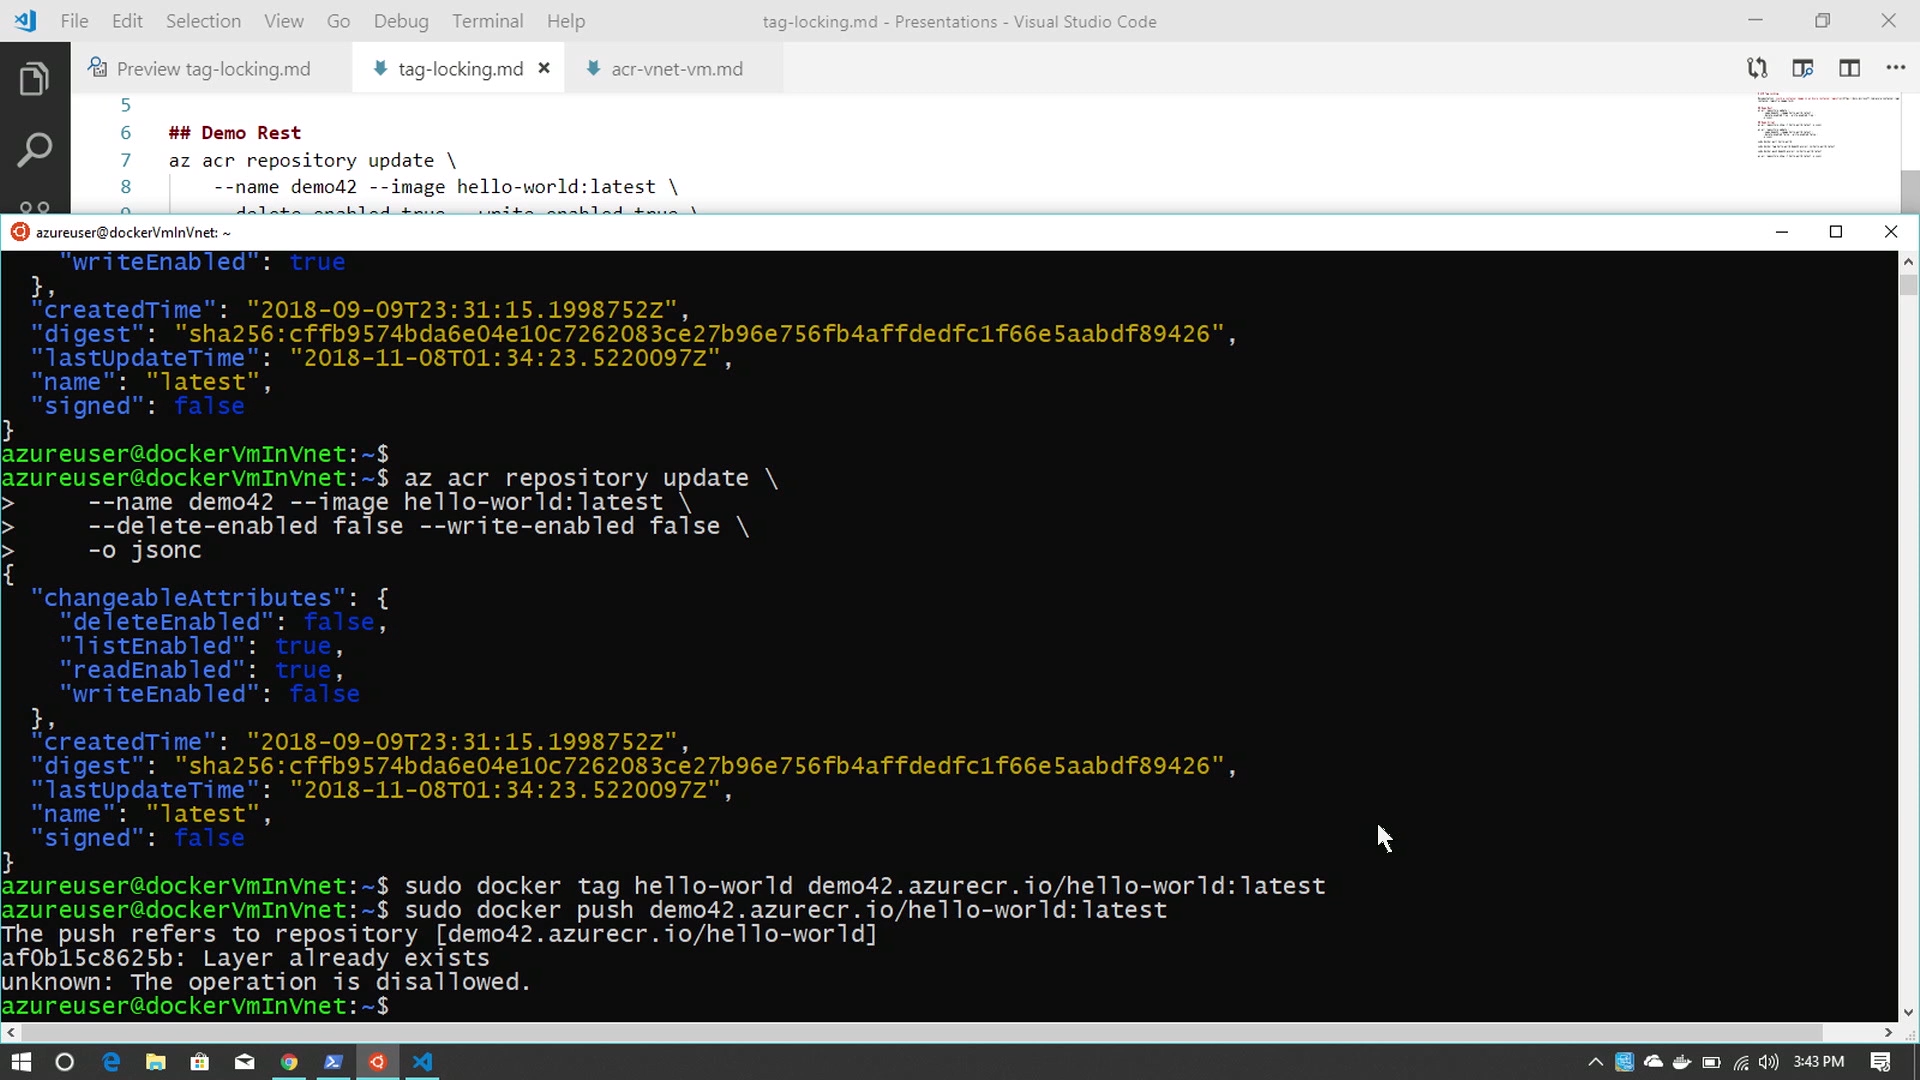 File Edit Selection View Go Debug Terminal Help
tag-locking.md - Presentations - Visual Studio Code
Preview tag-locking.md
tag-locking.md
acr-vnet-vm.md
5
6 ## Demo Rest
7 az acr repository update \
8 --name demo42 --image hello-world:latest \
9 --delete-enabled true --write-enabled true \
azureuser@dockerVmInVnet: ~
"writeEnabled": true
},
"createdTime": "2018-09-09T23:31:15.1998752Z",
"digest": "sha256:cffb9574bda6e04e10c7262083ce27b96e756fb4affdedfc1f66e5aabdf89426",
"lastUpdateTime": "2018-11-08T01:34:23.5220097Z",
"name": "latest",
"signed": false
}
azureuser@dockerVmInVnet:~$
azureuser@dockerVmInVnet:~$ az acr repository update \
> --name demo42 --image hello-world:latest \
> --delete-enabled false --write-enabled false \
> -o jsonc
{
"changeableAttributes": {
"deleteEnabled": false,
"listEnabled": true,
"readEnabled": true,
"writeEnabled": false
},
"createdTime": "2018-09-09T23:31:15.1998752Z",
"digest": "sha256:cffb9574bda6e04e10c7262083ce27b96e756fb4affdedfc1f66e5aabdf89426",
"lastUpdateTime": "2018-11-08T01:34:23.5220097Z",
"name": "latest",
"signed": false
}
azureuser@dockerVmInVnet:~$ sudo docker tag hello-world demo42.azurecr.io/hello-world:latest
azureuser@dockerVmInVnet:~$ sudo docker push demo42.azurecr.io/hello-world:latest
The push refers to repository [demo42.azurecr.io/hello-world]
af0b15c8625b: Layer already exists
unknown: The operation is disallowed.
azureuser@dockerVmInVnet:~$
3:43 PM